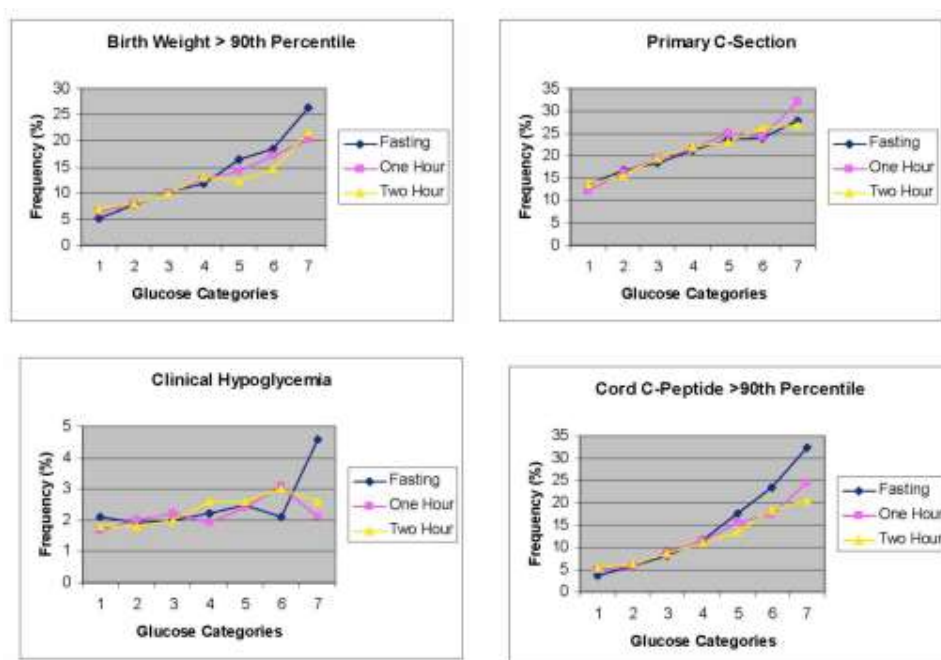 Birth Weight > 90th Percentile
30
25
20
15
10
5
0
Frequency (%)
1 2 3 4 5 6 7
Glucose Categories
Fasting
One Hour
Two Hour
Primary C-Section
35
30
25
20
15
10
5
0
Frequency (%)
1 2 3 4 5 6 7
Glucose Categories
Fasting
One Hour
Two Hour
Clinical Hypoglycemia
5
4
3
2
1
0
Frequency (%)
1 2 3 4 5 6 7
Glucose Categories
Fasting
One Hour
Two Hour
Cord C-Peptide >90th Percentile
35
30
25
20
15
10
5
0
Frequency (%)
1 2 3 4 5 6 7
Glucose Categories
Fasting
One Hour
Two Hour